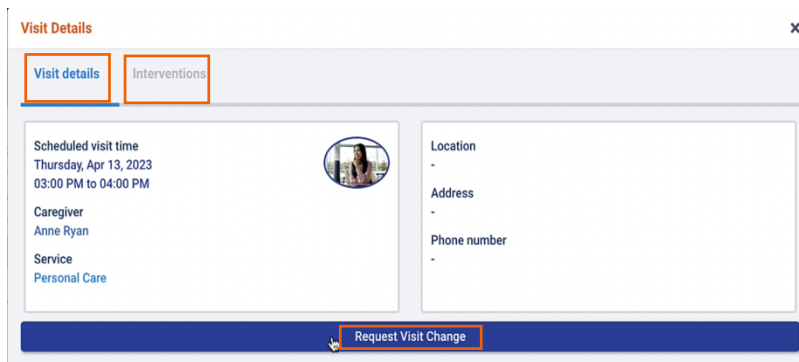 Visit Details
Visit details
Interventions
Scheduled visit time
Thursday, Apr 13, 2023
03:00 PM to 04:00 PM
Caregiver
Anne Ryan
Service
Personal Care
Location
-
Address
-
Phone number
-
Request Visit Change